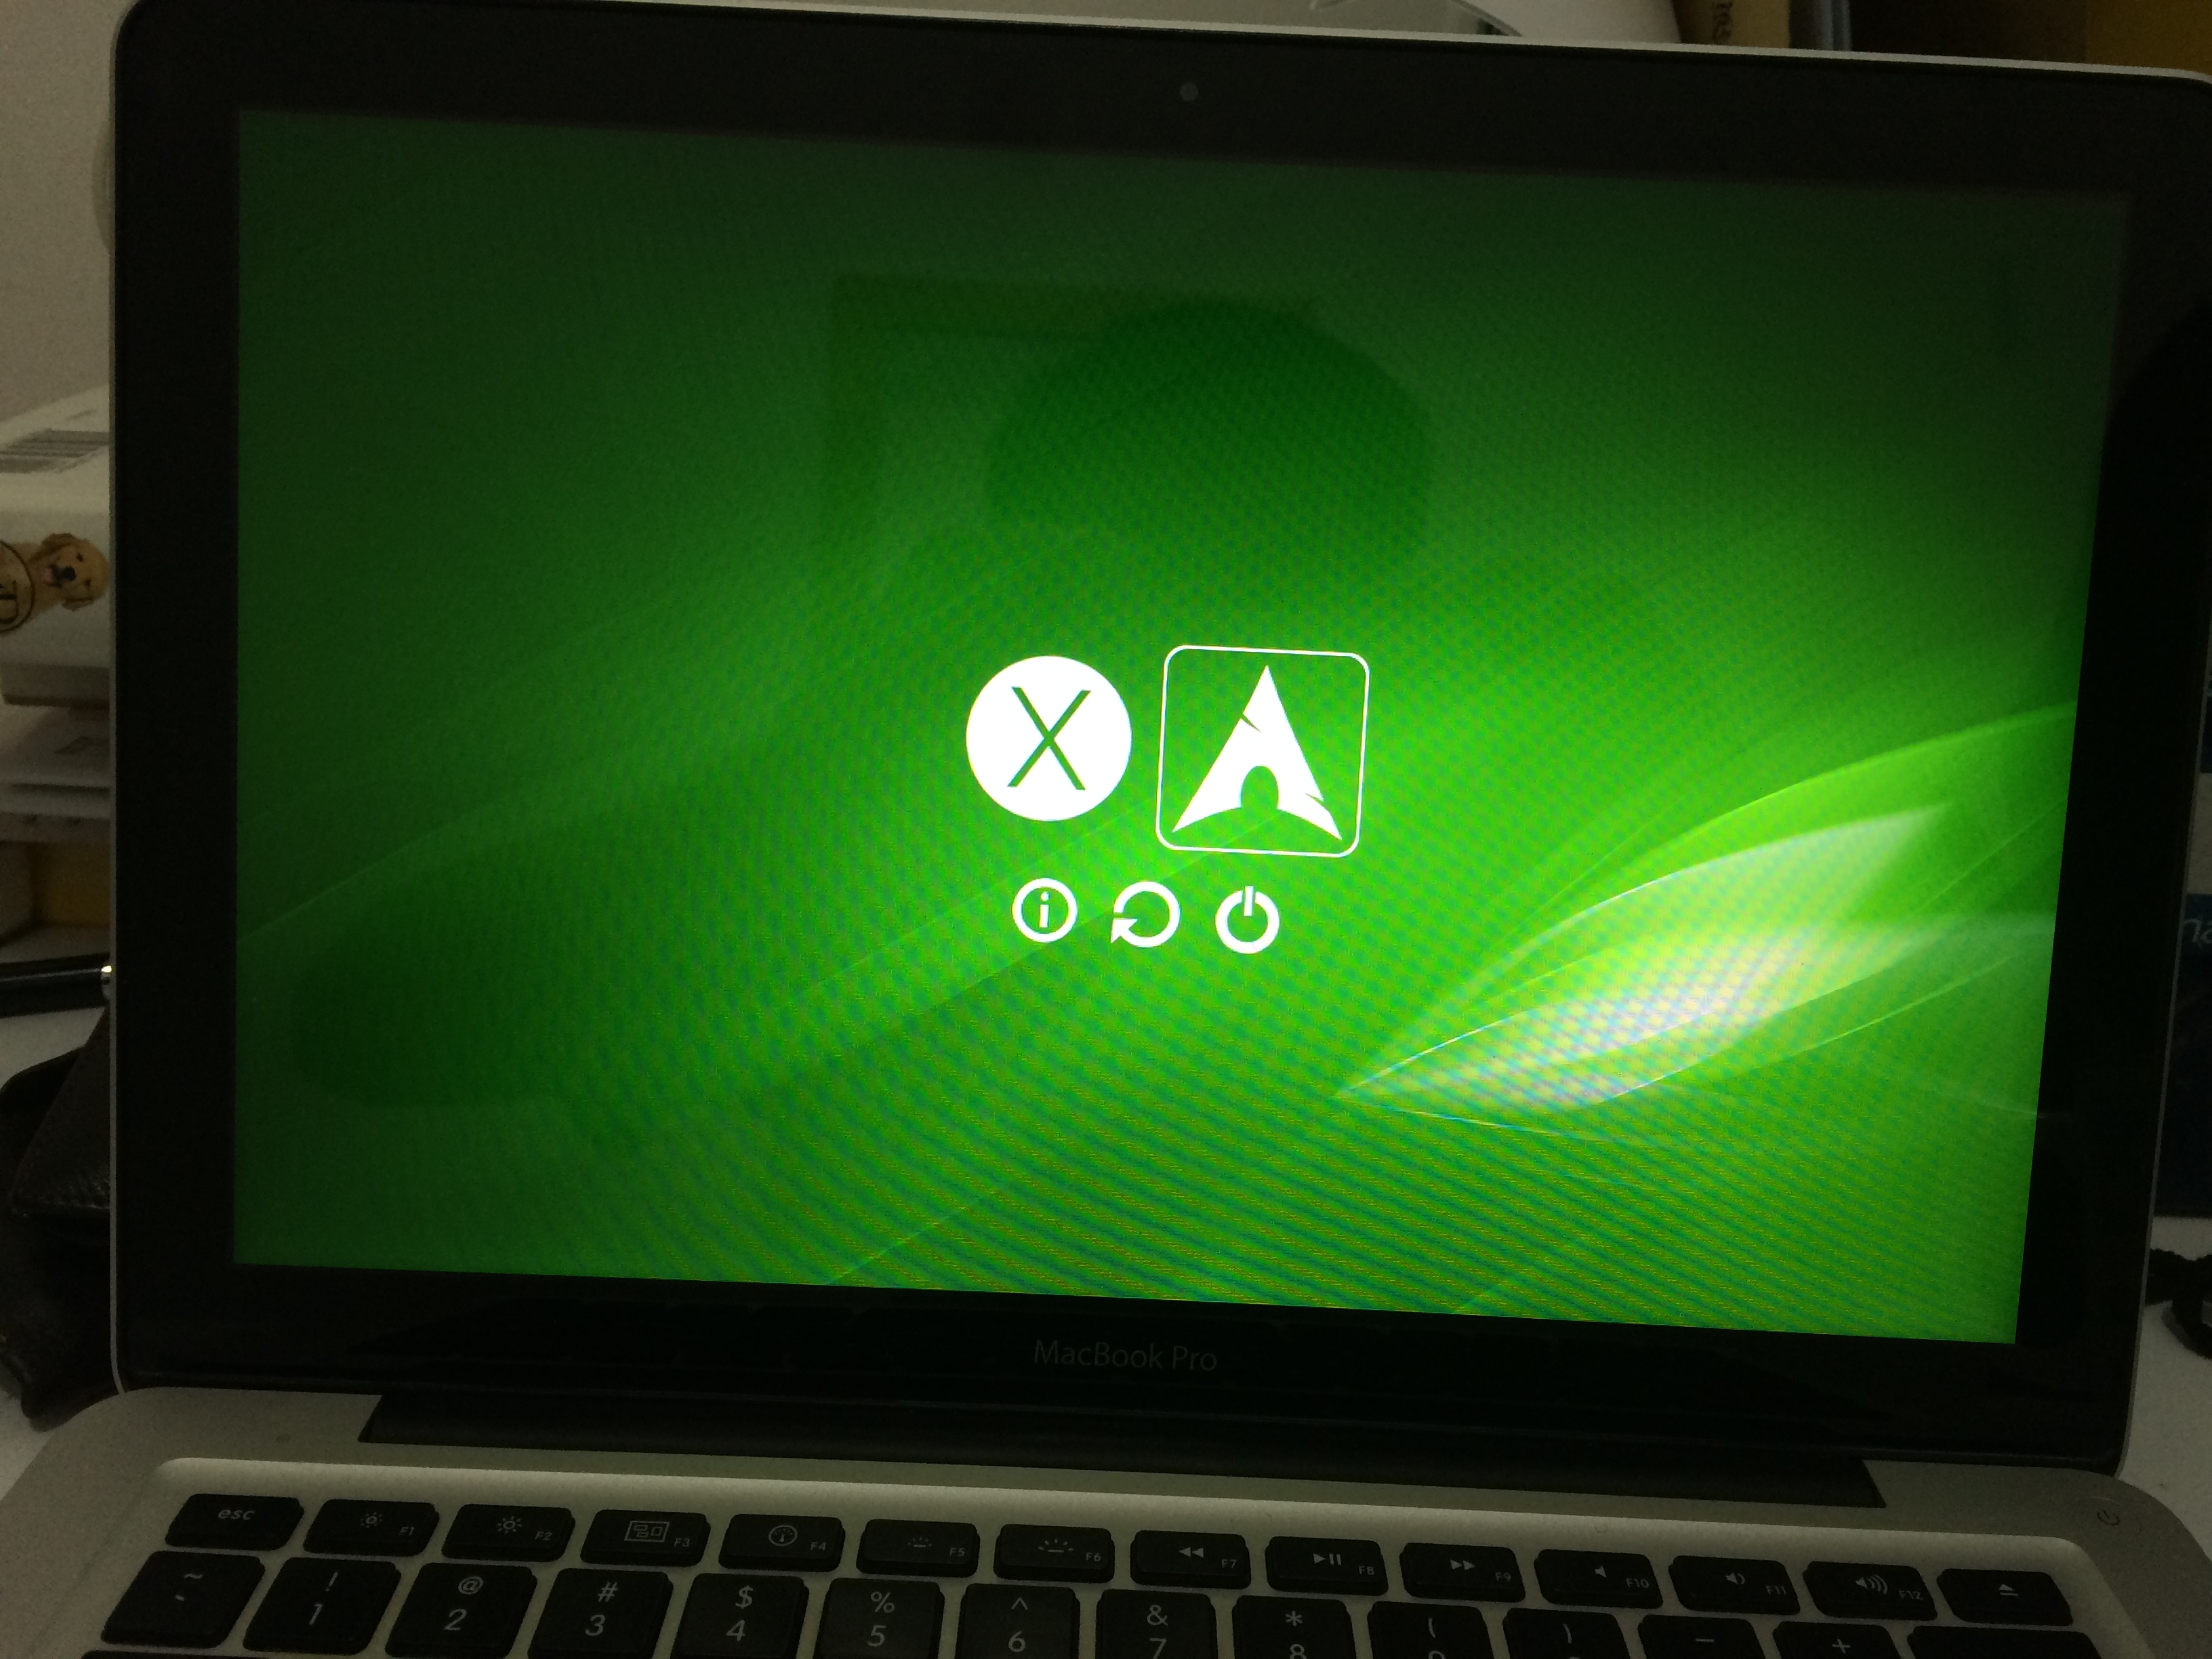 X
i
MacBook Pro
esc F1 F2 F3 F4 F5 F6 F7 F8 F9 F10 F11 F12
~ ! @ # $ % ^ & * ( ) − +
1 2 3 4 5 6 7 8 9